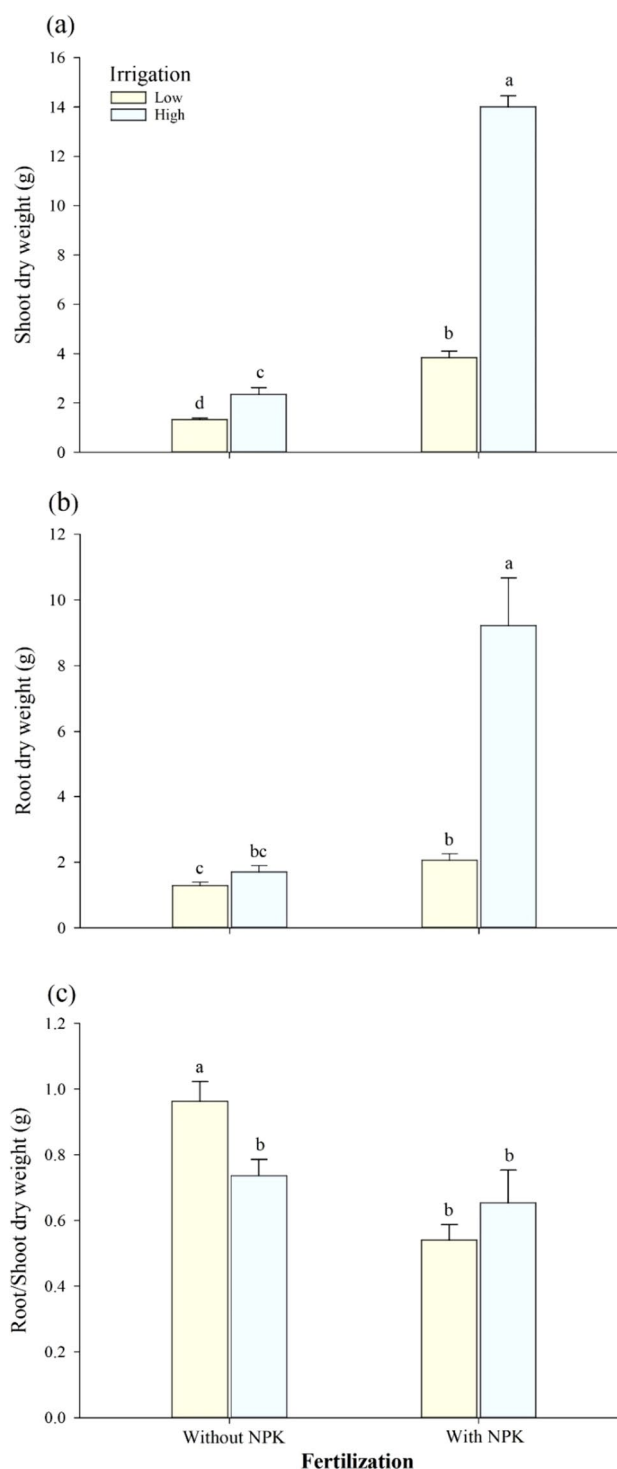 (a)
16
14
12
10
8
6
4
2
0
Shoot dry weight (g)
Irrigation
Low
High
d
c
b
a
(b)
12
10
8
6
4
2
0
Root dry weight (g)
c
bc
b
a
(c)
1.2
1.0
0.8
0.6
0.4
0.2
0.0
Root/Shoot dry weight (g)
a
b
b
b
Without NPK
With NPK
Fertilization